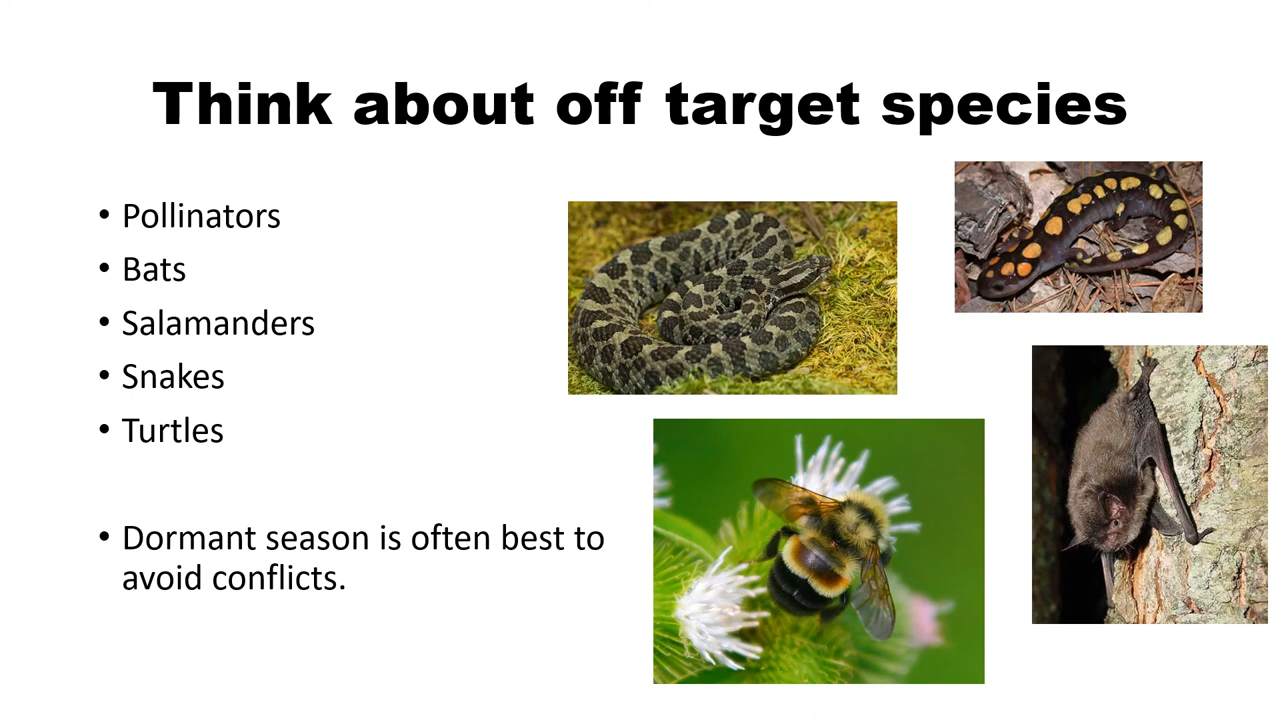 Think about off target species
• Pollinators
• Bats
• Salamanders
• Snakes
• Turtles
• Dormant season is often best to
avoid conflicts.